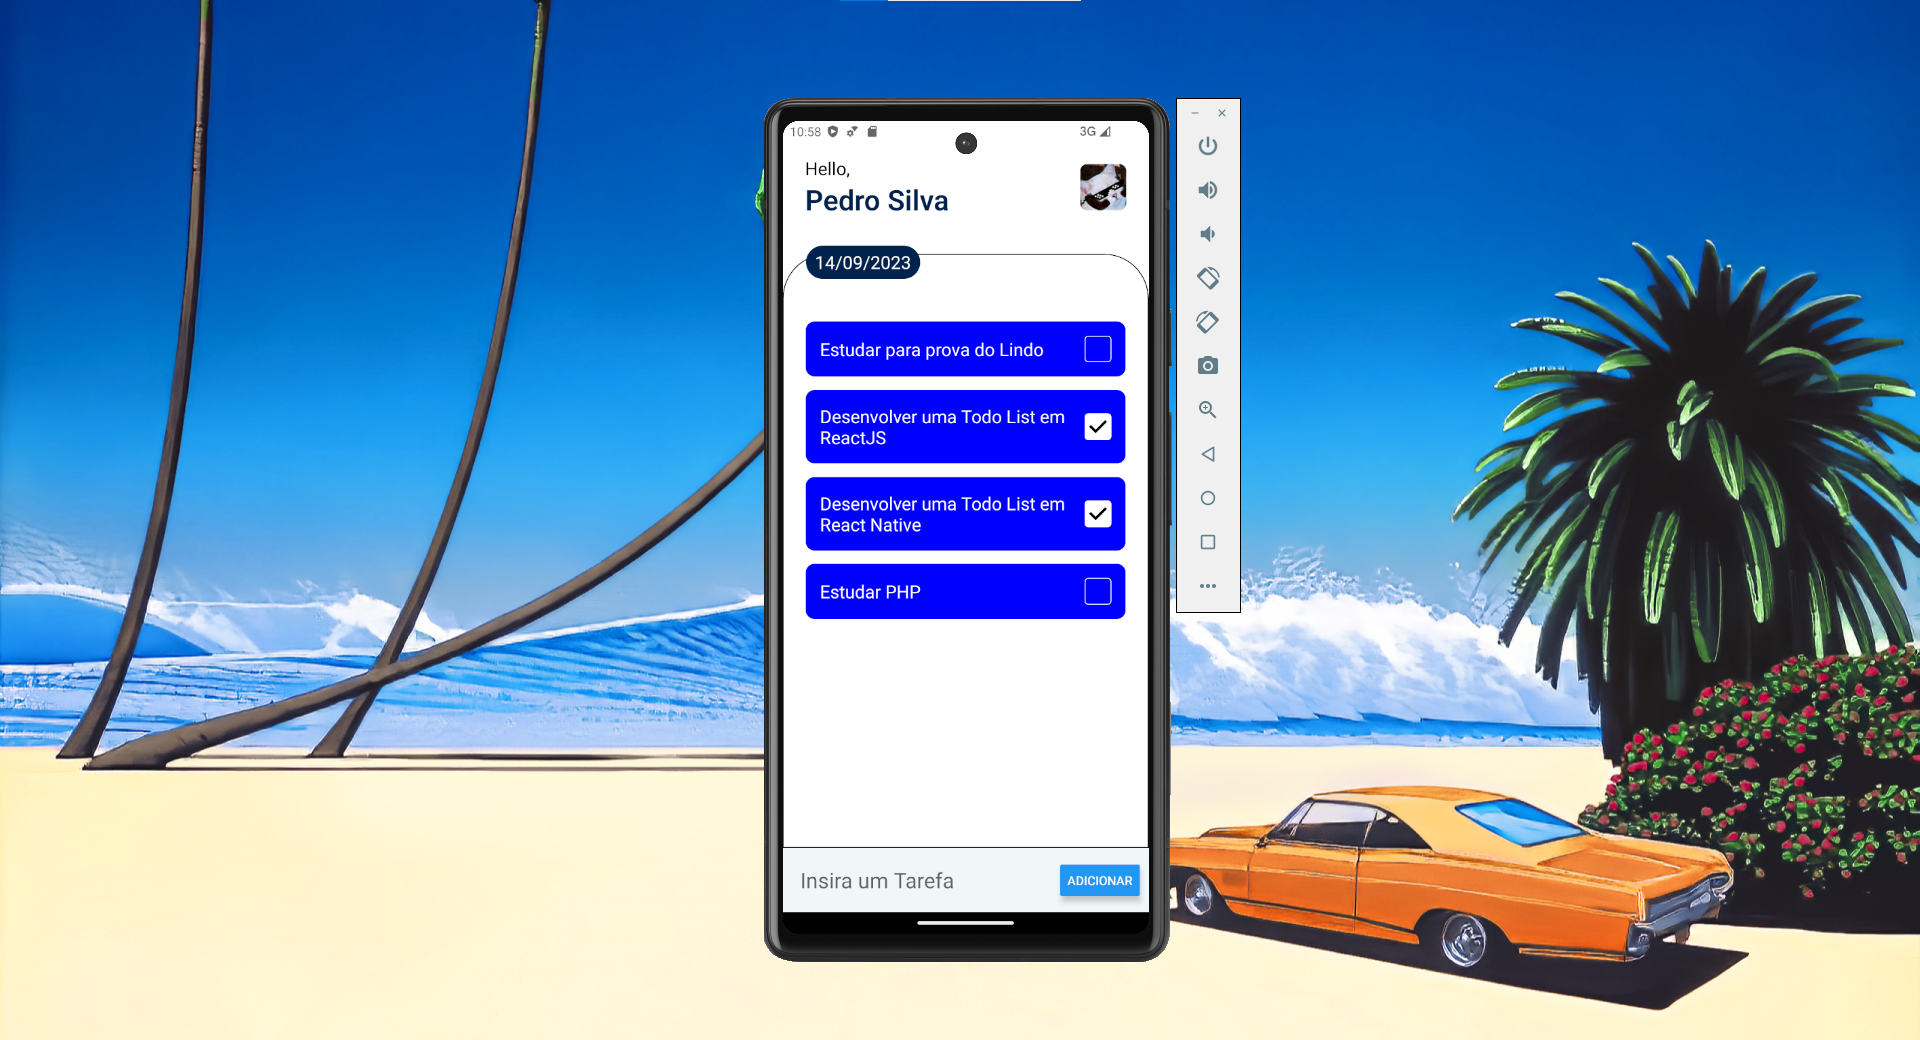 10:58
3G
Hello,
Pedro Silva
14/09/2023
Estudar para prova do Lindo
Desenvolver uma Todo List em
ReactJS
Desenvolver uma Todo List em
React Native
Estudar PHP
Insira um Tarefa
ADICIONAR